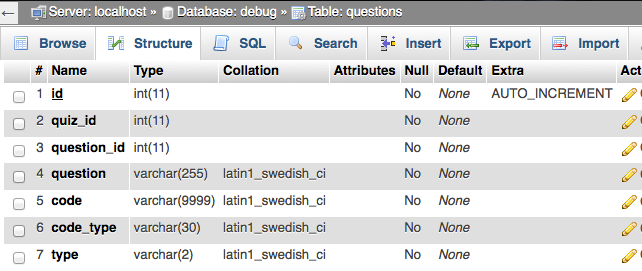 ← Server: localhost » Database: debug » Table: questions
Browse Structure SQL Search Insert Export Import
# Name Type Collation Attributes Null Default Extra Act
1 id int(11) No None AUTO_INCREMENT
2 quiz_id int(11) No None
3 question_id int(11) No None
4 question varchar(255) latin1_swedish_ci No None
5 code varchar(9999) latin1_swedish_ci No None
6 code_type varchar(30) latin1_swedish_ci No None
7 type varchar(2) latin1_swedish_ci No None